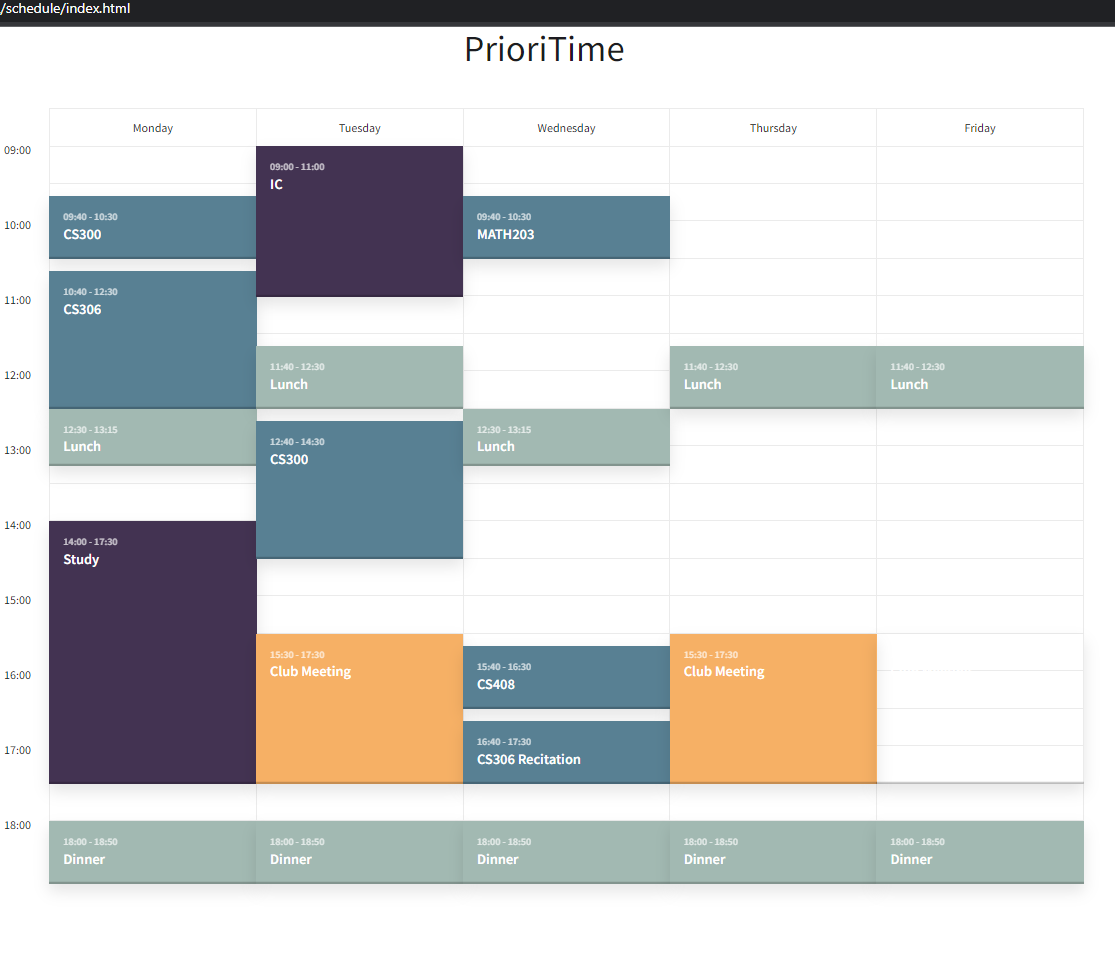 /schedule/index.html
PrioriTime
Monday
Tuesday
Wednesday
Thursday
Friday
09:00
10:00
11:00
12:00
13:00
14:00
15:00
16:00
17:00
18:00
09:40 - 10:30
CS300
10:40 - 12:30
CS306
12:30 - 13:15
Lunch
14:00 - 17:30
Study
18:00 - 18:50
Dinner
09:00 - 11:00
IC
11:40 - 12:30
Lunch
12:40 - 14:30
CS300
15:30 - 17:30
Club Meeting
18:00 - 18:50
Dinner
09:40 - 10:30
MATH203
12:30 - 13:15
Lunch
15:40 - 16:30
CS408
16:40 - 17:30
CS306 Recitation
18:00 - 18:50
Dinner
11:40 - 12:30
Lunch
15:30 - 17:30
Club Meeting
18:00 - 18:50
Dinner
11:40 - 12:30
Lunch
18:00 - 18:50
Dinner